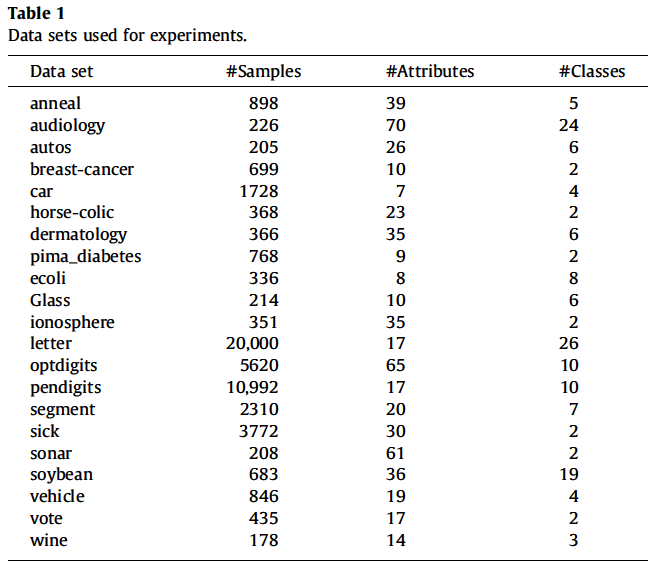 Table 1
Data sets used for experiments.
Data set #Samples #Attributes #Classes
anneal 898 39 5
audiology 226 70 24
autos 205 26 6
breast-cancer 699 10 2
car 1728 7 4
horse-colic 368 23 2
dermatology 366 35 6
pima_diabetes 768 9 2
ecoli 336 8 8
Glass 214 10 6
ionosphere 351 35 2
letter 20,000 17 26
optdigits 5620 65 10
pendigits 10,992 17 10
segment 2310 20 7
sick 3772 30 2
sonar 208 61 2
soybean 683 36 19
vehicle 846 19 4
vote 435 17 2
wine 178 14 3